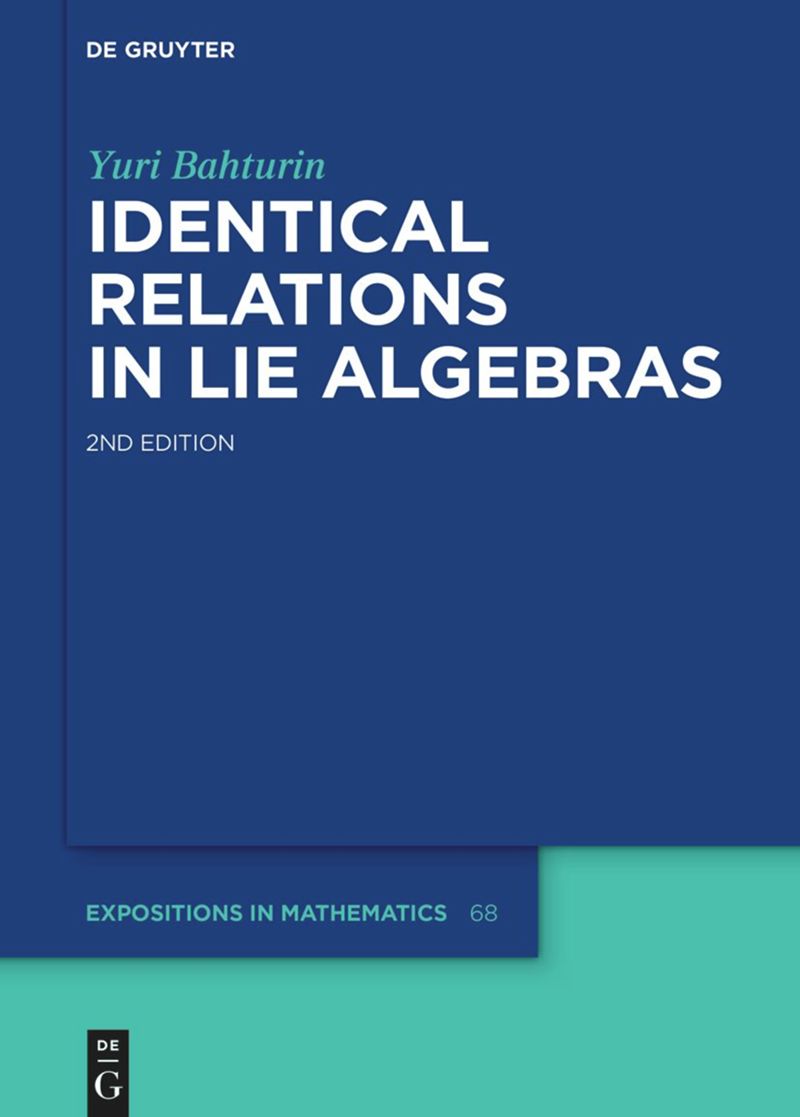 DE GRUYTER
Yuri Bahturin
IDENTICAL
RELATIONS
IN LIE ALGEBRAS
2ND EDITION
EXPOSITIONS IN MATHEMATICS 68
DE
G